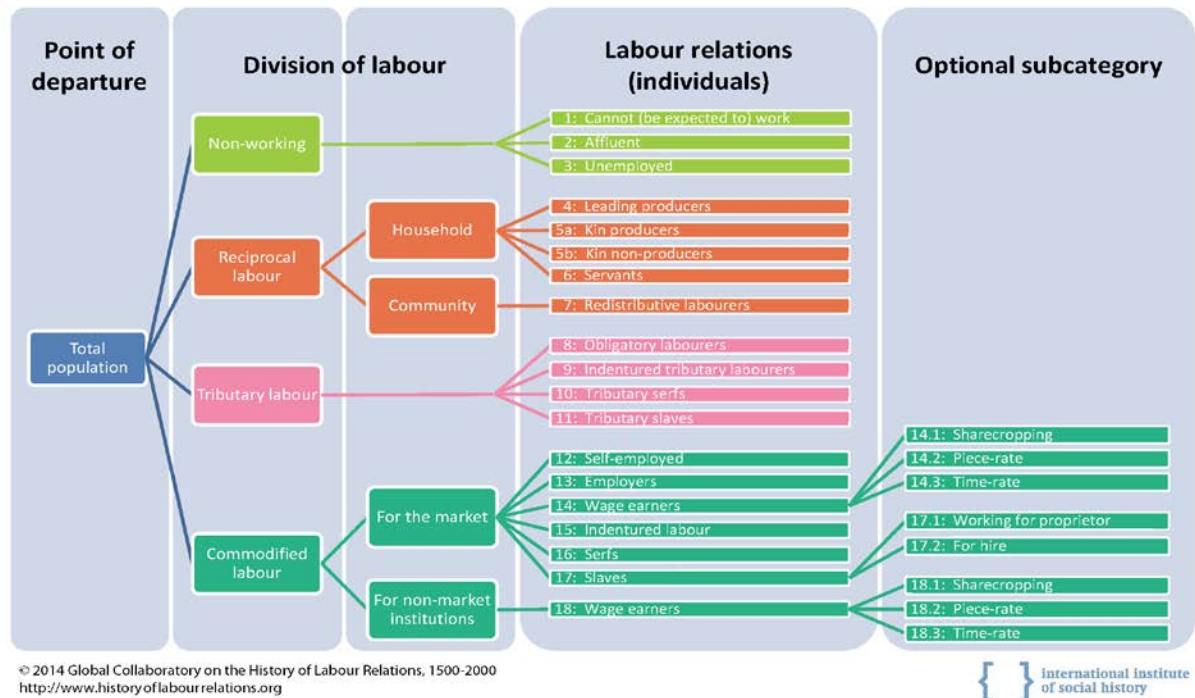 Point of
departure
Division of labour
Labour relations
(individuals)
Optional subcategory
Total
population
Non-working
Reciprocal
labour
Household
Community
Tributary labour
Commodified
labour
For the market
For non-market
institutions
1: Cannot (be expected to) work
2: Affluent
3: Unemployed
4: Leading producers
5a: Kin producers
5b: Kin non-producers
6: Servants
7: Redistributive labourers
8: Obligatory labourers
9: Indentured tributary labourers
10: Tributary serfs
11: Tributary slaves
12: Self-employed
13: Employers
14: Wage earners
15: Indentured labour
16: Serfs
17: Slaves
18: Wage earners
14.1: Sharecropping
14.2: Piece-rate
14.3: Time-rate
17.1: Working for proprietor
17.2: For hire
18.1: Sharecropping
18.2: Piece-rate
18.3: Time-rate
© 2014 Global Collaboratory on the History of Labour Relations, 1500-2000
http://www.historyoflabourrelations.org
{ } international institute
of social history